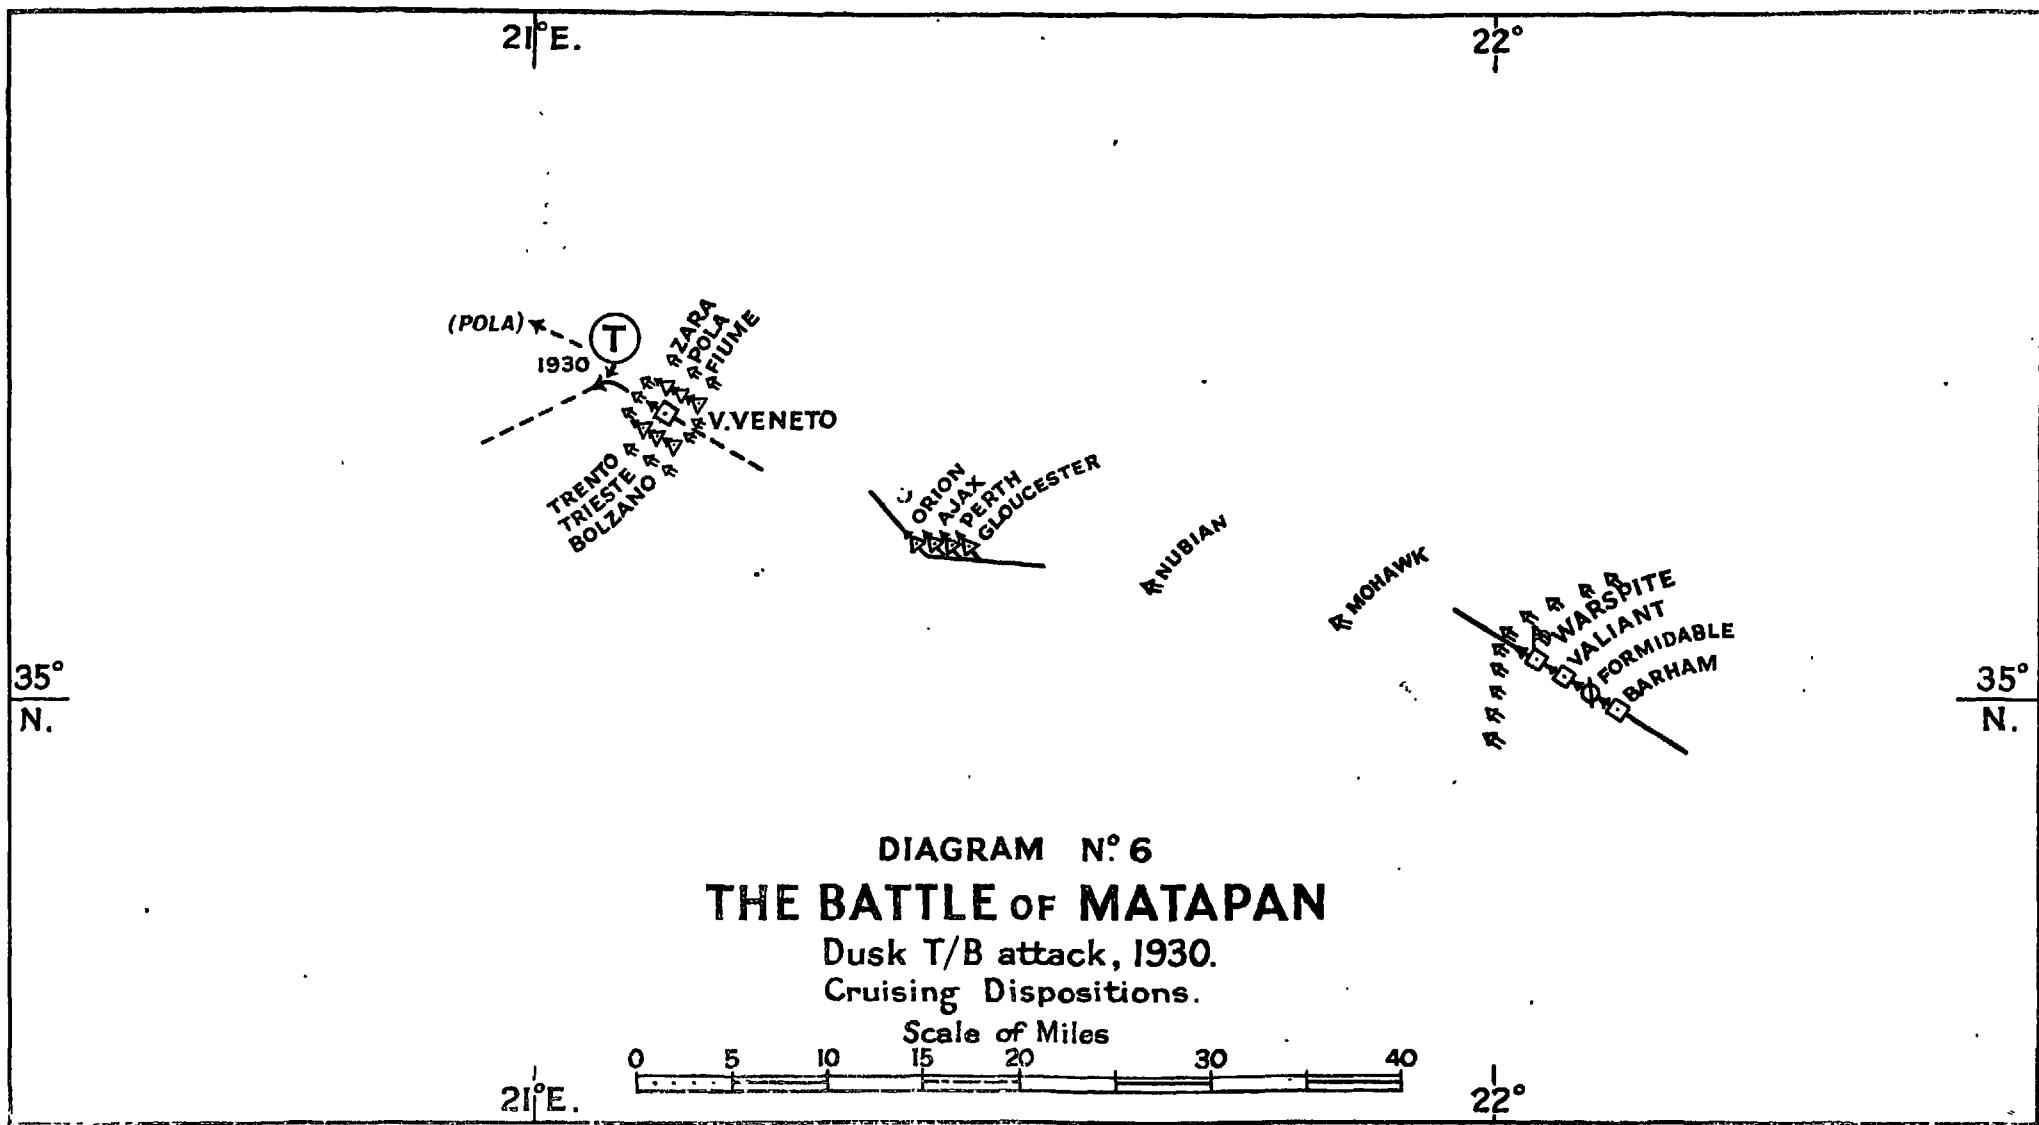 21°E.
22°
(POLA)
T
1930
ZARA
POLA
FIUME
V. VENETO
TRENTO
TRIESTE
BOLZANO
ORION
AJAX
PERTH
GLOUCESTER
NUBIAN
MOHAWK
WARSPITE
VALIANT
FORMIDABLE
BARHAM
35°
N.
35°
N.
DIAGRAM Nº 6
THE BATTLE OF MATAPAN
Dusk T/B attack, 1930.
Cruising Dispositions.
Scale of Miles
0 5 10 15 20 30 40
21°E.
22°